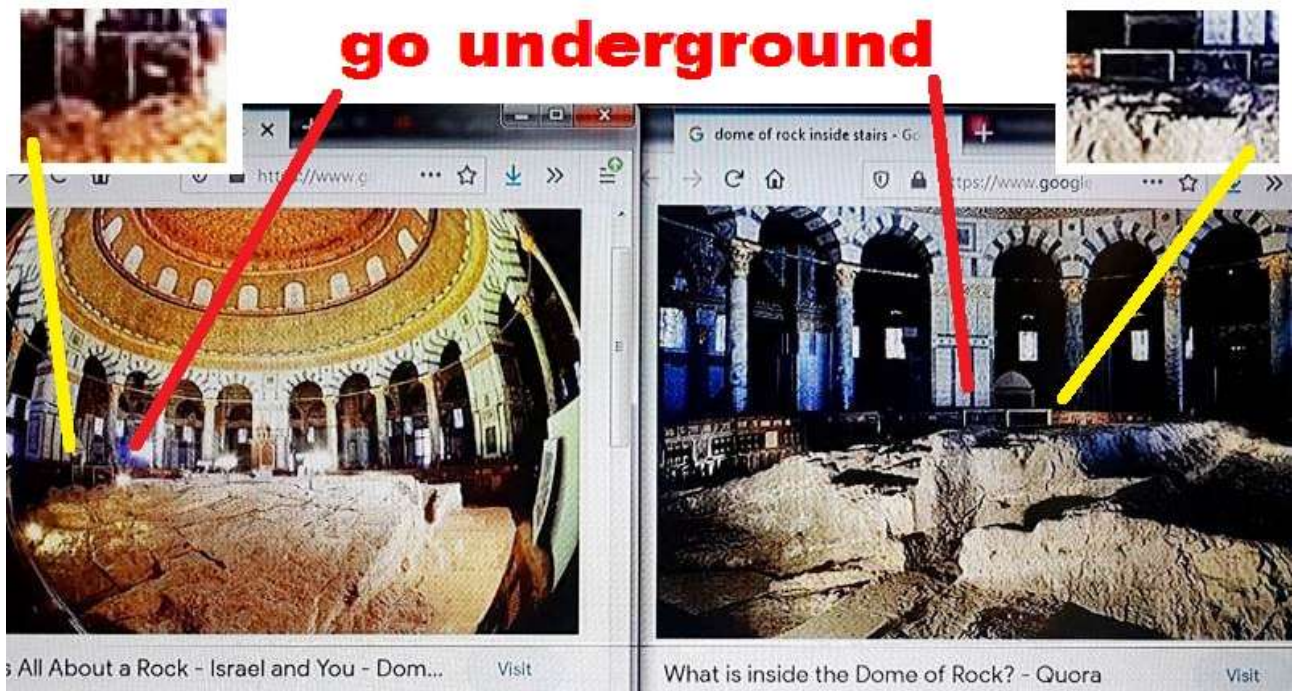 go underground
G dome of rock inside stairs - Go
https://www.g
tps://www.google
s All About a Rock - Israel and You - Dom...
Visit
What is inside the Dome of Rock? - Quora
Visit